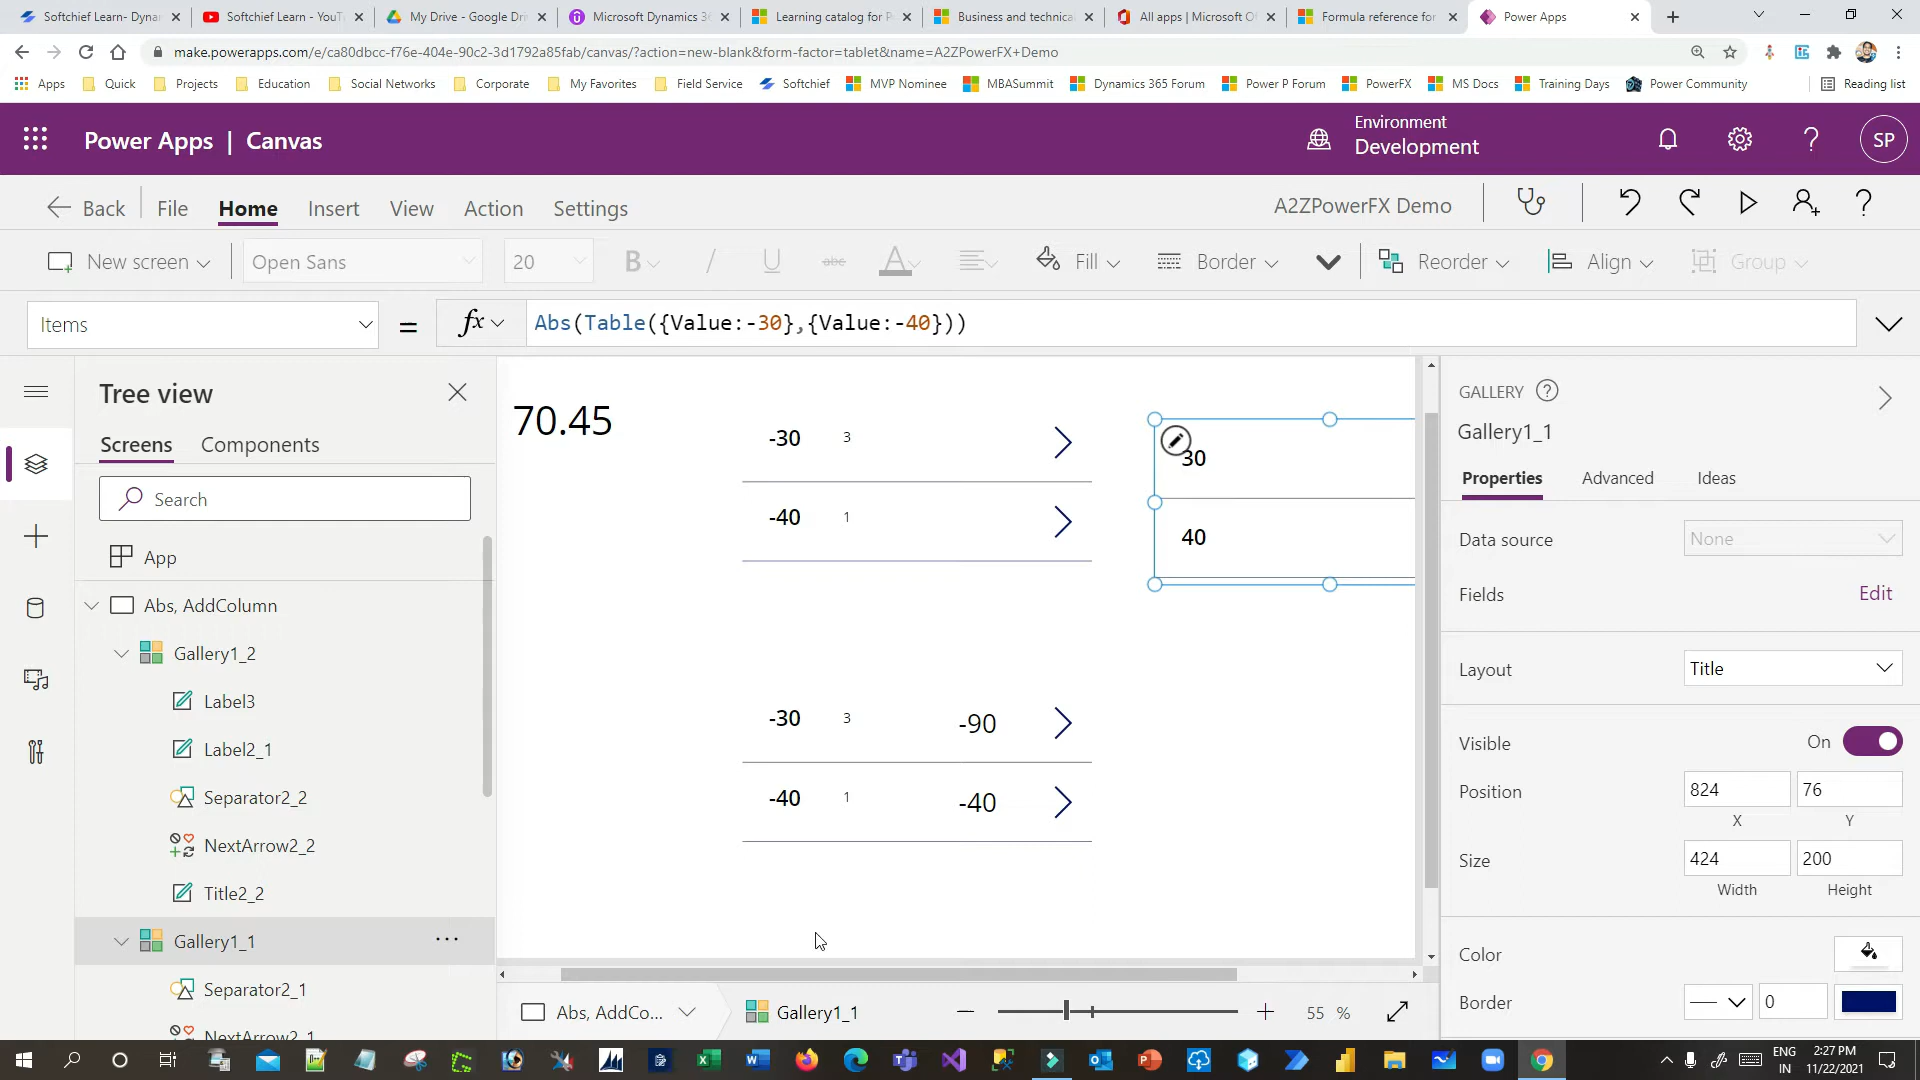 Softchief Learn- Dynar
Softchief Learn - YouT
My Drive - Google Dri
Microsoft Dynamics 36
Learning catalog for P
Business and technica
All apps | Microsoft Of
Formula reference for
Power Apps
make.powerapps.com/e/ca80dbcc-f76e-404e-90c2-3d1792a85fab/canvas/?action=new-blank&form-factor=tablet&name=A2ZPowerFX+Demo
Apps
Quick
Projects
Education
Social Networks
My Favorites
Corporate
Field Service
Softchief
MVP Nominee
MBASummit
Dynamics 365 Forum
Power P Forum
PowerFX
MS Docs
Training Days
Power Community
Reading list
Power Apps | Canvas
Environment
Development
SP
Back
File
Home
Insert
View
Action
Settings
A2ZPowerFX Demo
New screen
Open Sans
20
B
/
U
abc
A
Fill
Border
Reorder
Align
Group
Items
=
fx
Abs(Table({Value:-30},{Value:-40}))
Tree view
Screens
Components
Search
App
Abs, AddColumn
Gallery1_2
Label3
Label2_1
Separator2_2
NextArrow2_2
Title2_2
Gallery1_1
Separator2_1
NextArrow2_1
70.45
-30 3
-40 1
30
40
-30 3 -90
-40 1 -40
Abs, AddCo...
Gallery1_1
55 %
GALLERY
Gallery1_1
Properties
Advanced
Ideas
Data source
None
Fields
Edit
Layout
Title
Visible
On
Position
824
76
X
Y
Size
424
200
Width
Height
Color
Border
0
ENG
IN
2:27 PM
11/22/2021